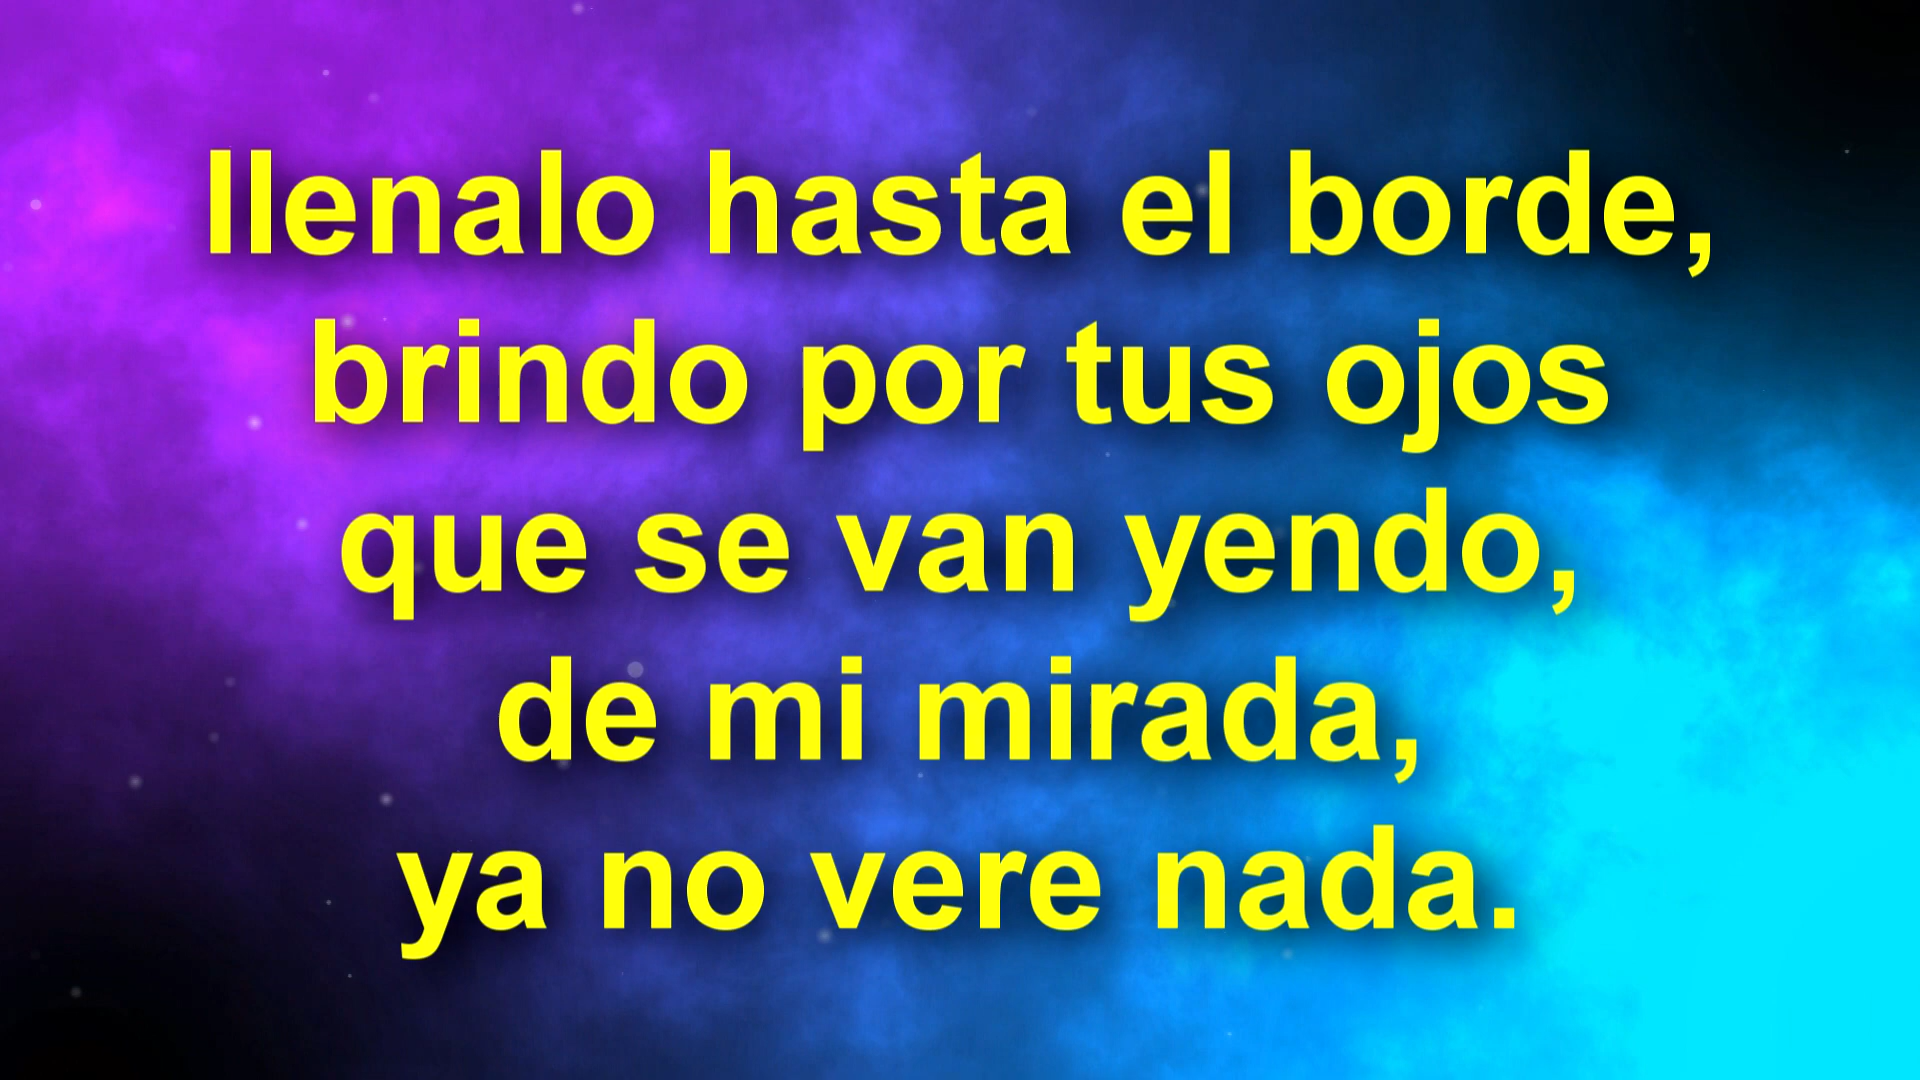 llenalo hasta el borde,
brindo por tus ojos
que se van yendo,
de mi mirada,
ya no vere nada.